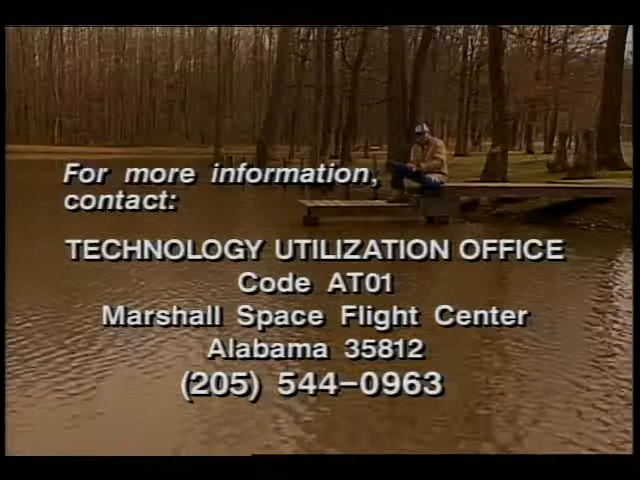 For more information,
contact:
TECHNOLOGY UTILIZATION OFFICE
Code AT01
Marshall Space Flight Center
Alabama 35812
(205) 544-0963